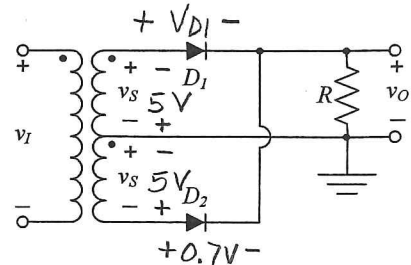 + V_D1 −
+ + − D_1 +
v_S 5V R v_O
v_I − + −
+ −
v_S 5V D_2
− − +
+0.7V−